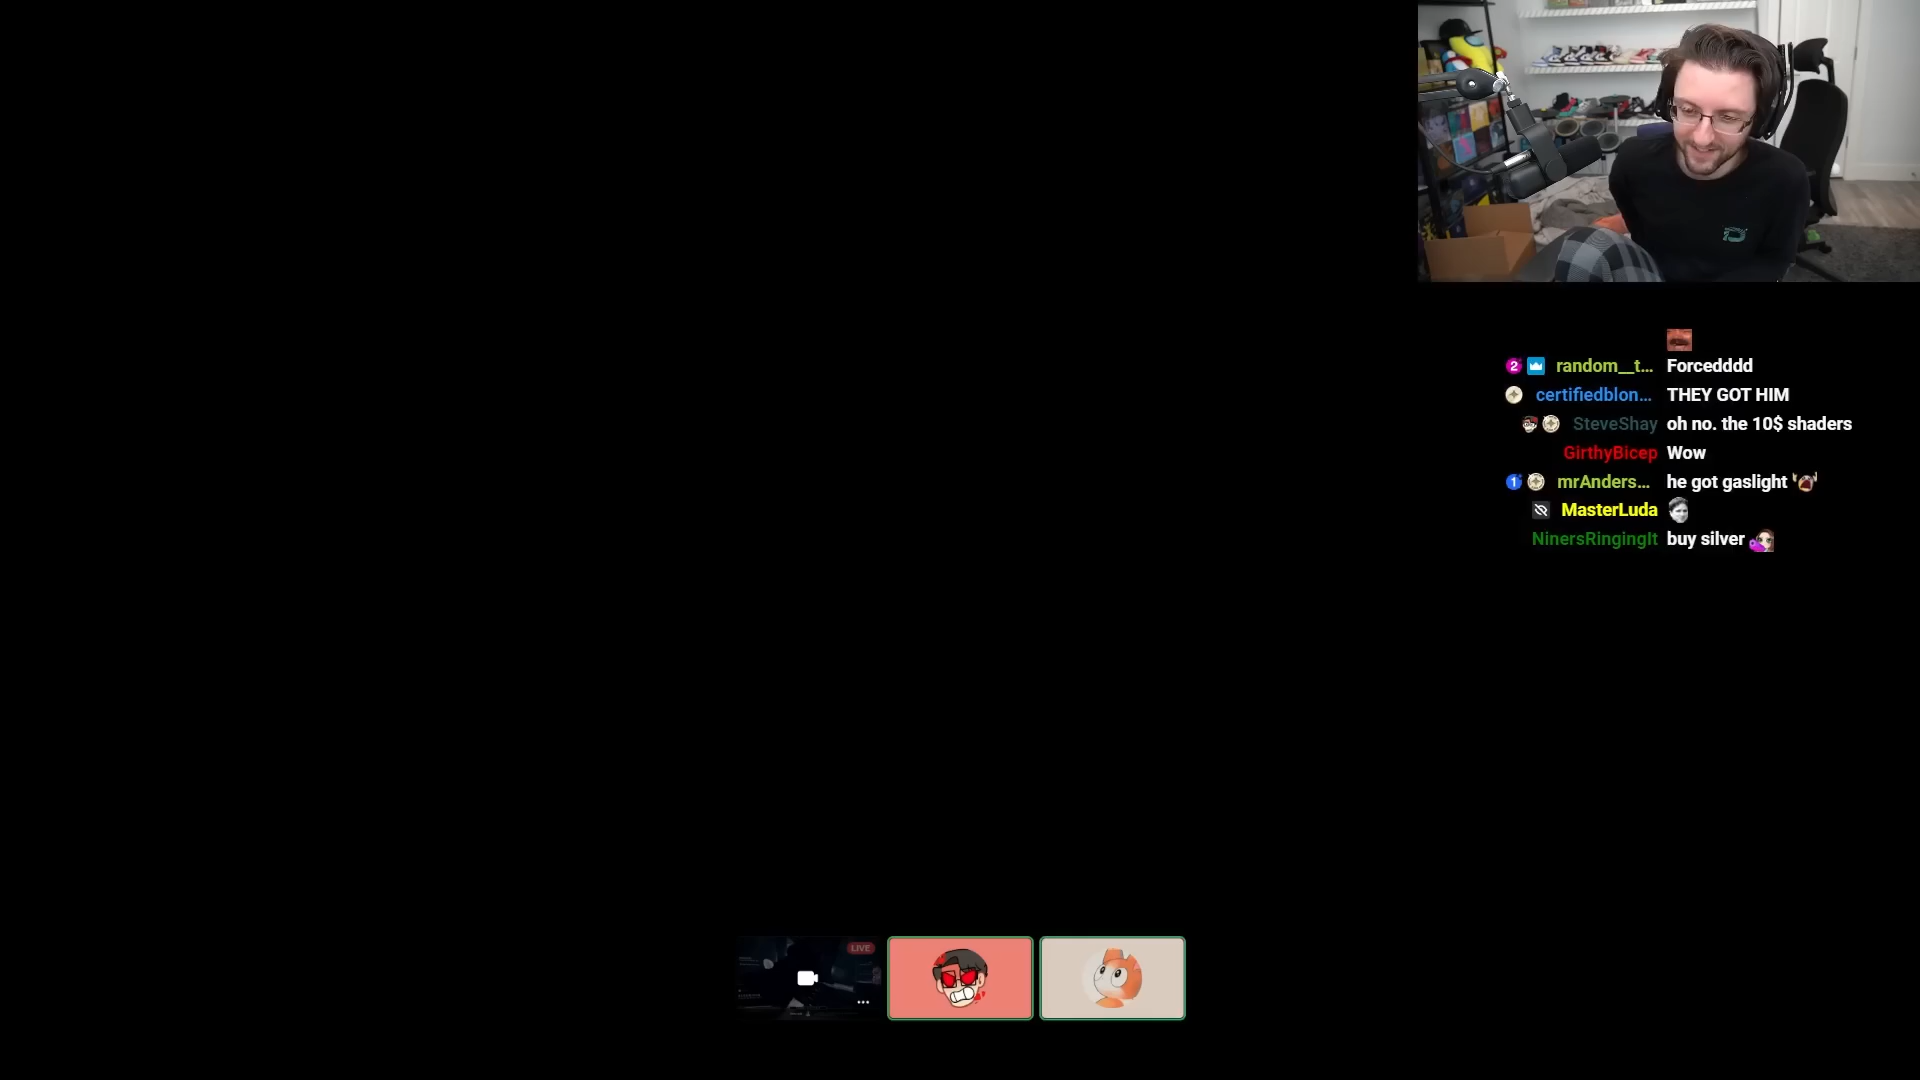 random__t... Forcedddd
certifiedblon... THEY GOT HIM
SteveShay oh no. the 10$ shaders
GirthyBicep Wow
mrAnders... he got gaslight
MasterLuda
NinersRingingIt buy silver
LIVE